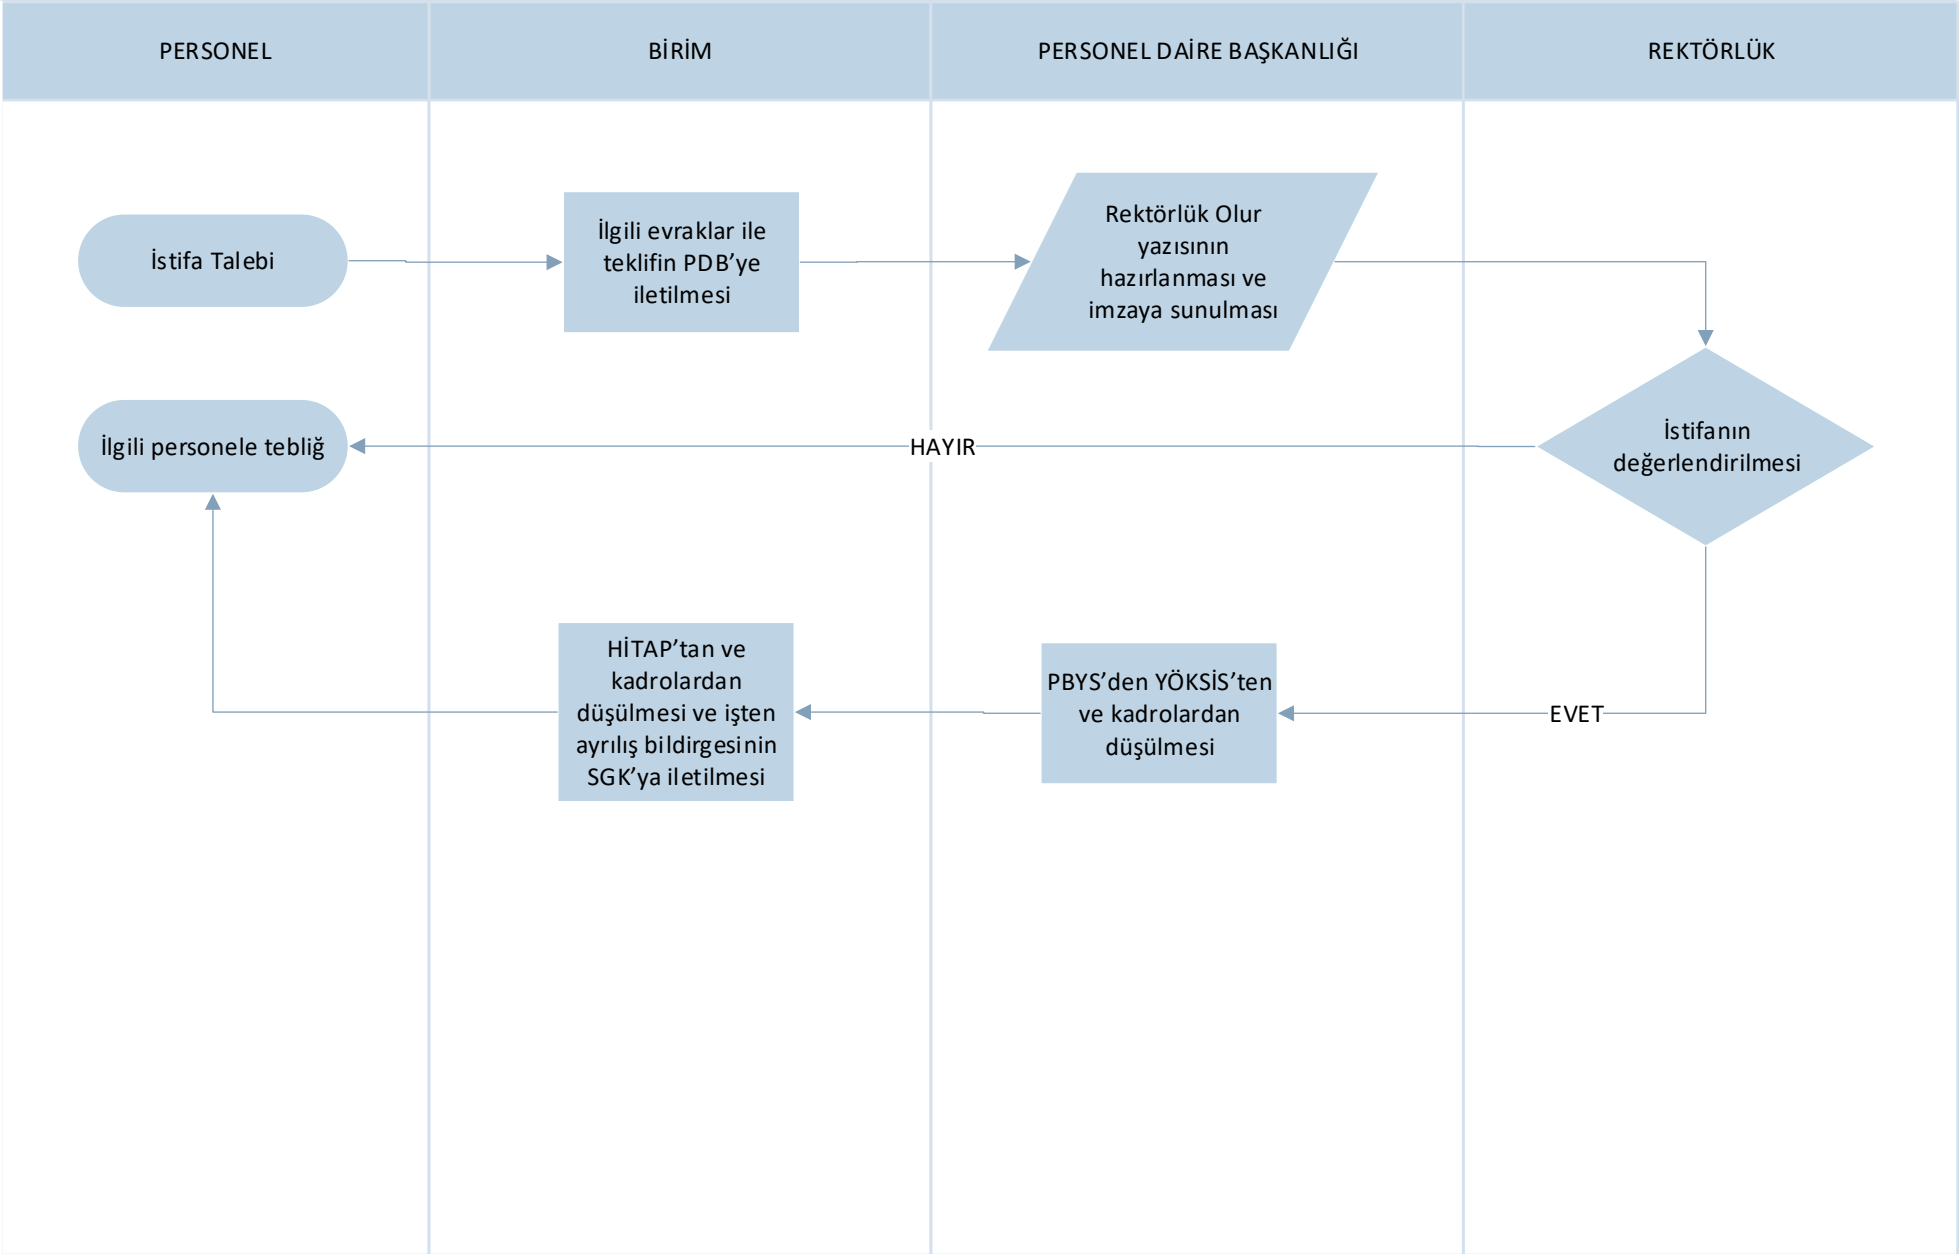 PERSONEL
BİRİM
PERSONEL DAİRE BAŞKANLIĞI
REKTÖRLÜK
İstifa Talebi
İlgili evraklar ile
teklifin PDB’ye
iletilmesi
Rektörlük Olur
yazısının
hazırlanması ve
imzaya sunulması
İstifanın
değerlendirilmesi
HAYIR
İlgili personele tebliğ
EVET
PBYS’den YÖKSİS’ten
ve kadrolardan
düşülmesi
HİTAP’tan ve
kadrolardan
düşülmesi ve işten
ayrılış bildirgesinin
SGK’ya iletilmesi